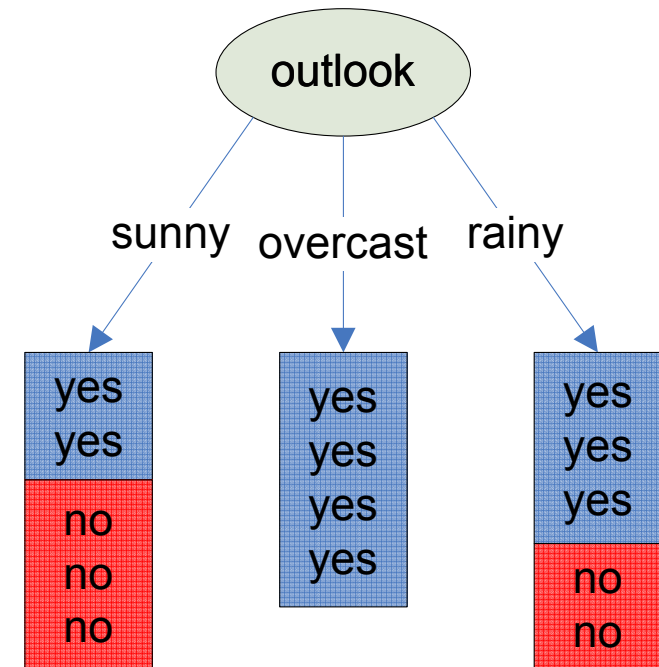 outlook
sunny
overcast
rainy
yes
yes
no
no
no
yes
yes
yes
yes
yes
yes
yes
no
no